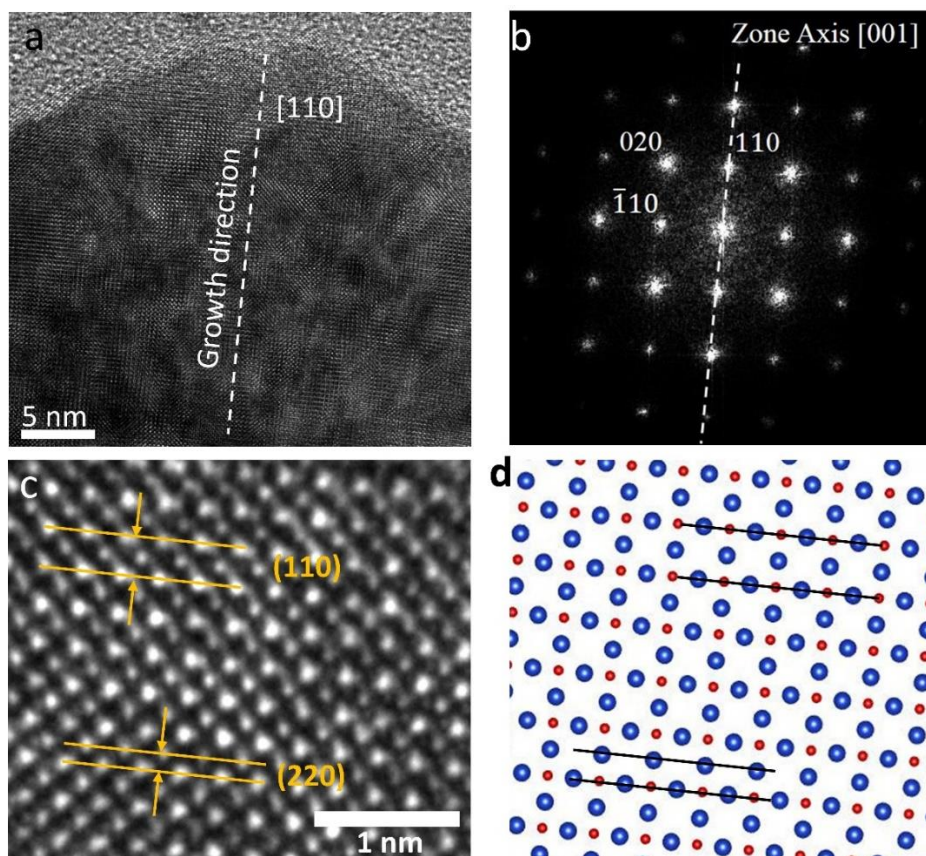 a
[110]
Growth direction
5 nm
b
Zone Axis [001]
020
110
1̅10
c
(110)
(220)
1 nm
d